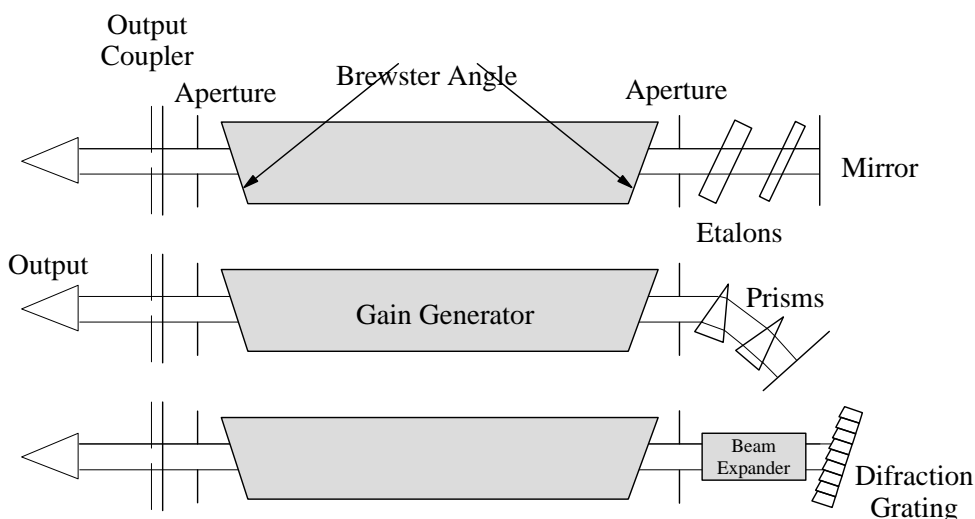 Output
Coupler
Brewster Angle
Aperture
Aperture
Mirror
Etalons
Output
Gain Generator
Prisms
Beam
Expander
Difraction
Grating